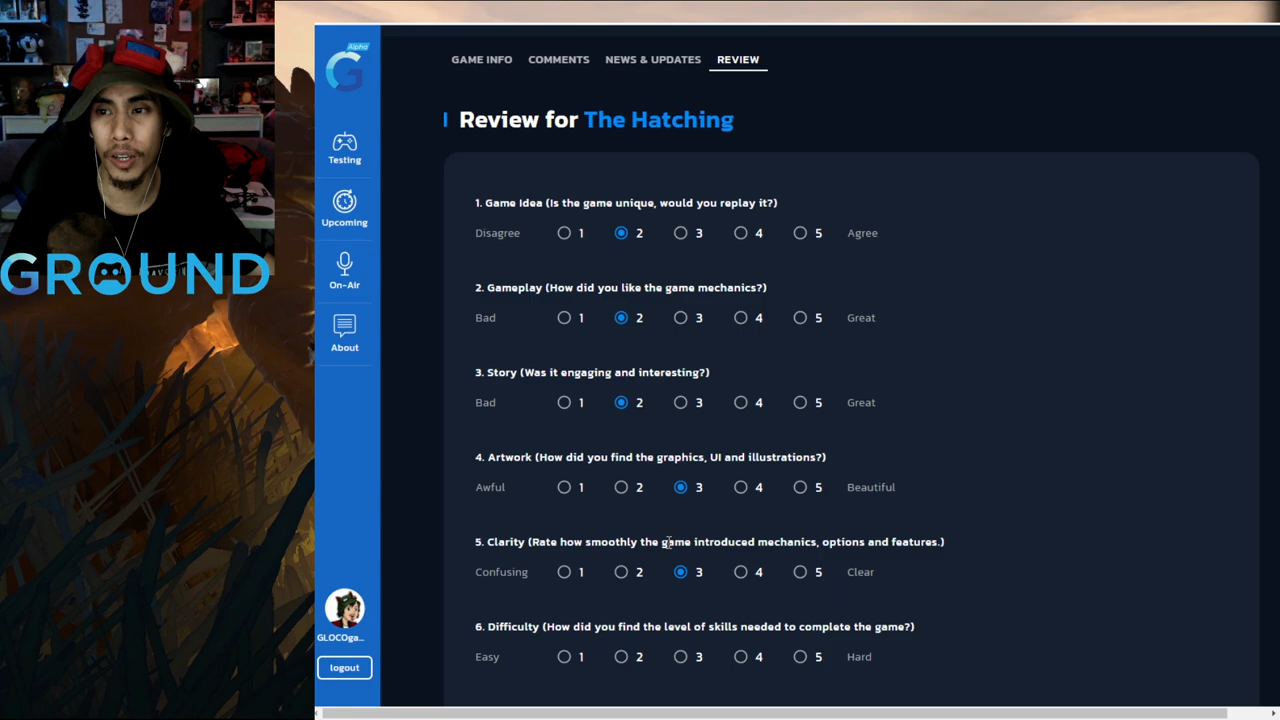 Alpha
G
GAME INFO COMMENTS NEWS & UPDATES REVIEW
Review for The Hatching
Testing
Upcoming
On-Air
About
GROUND
1. Game Idea (Is the game unique, would you replay it?)
Disagree 1 2 3 4 5 Agree
2. Gameplay (How did you like the game mechanics?)
Bad 1 2 3 4 5 Great
3. Story (Was it engaging and interesting?)
Bad 1 2 3 4 5 Great
4. Artwork (How did you find the graphics, UI and illustrations?)
Awful 1 2 3 4 5 Beautiful
5. Clarity (Rate how smoothly the game introduced mechanics, options and features.)
Confusing 1 2 3 4 5 Clear
6. Difficulty (How did you find the level of skills needed to complete the game?)
Easy 1 2 3 4 5 Hard
GLOCOga...
logout